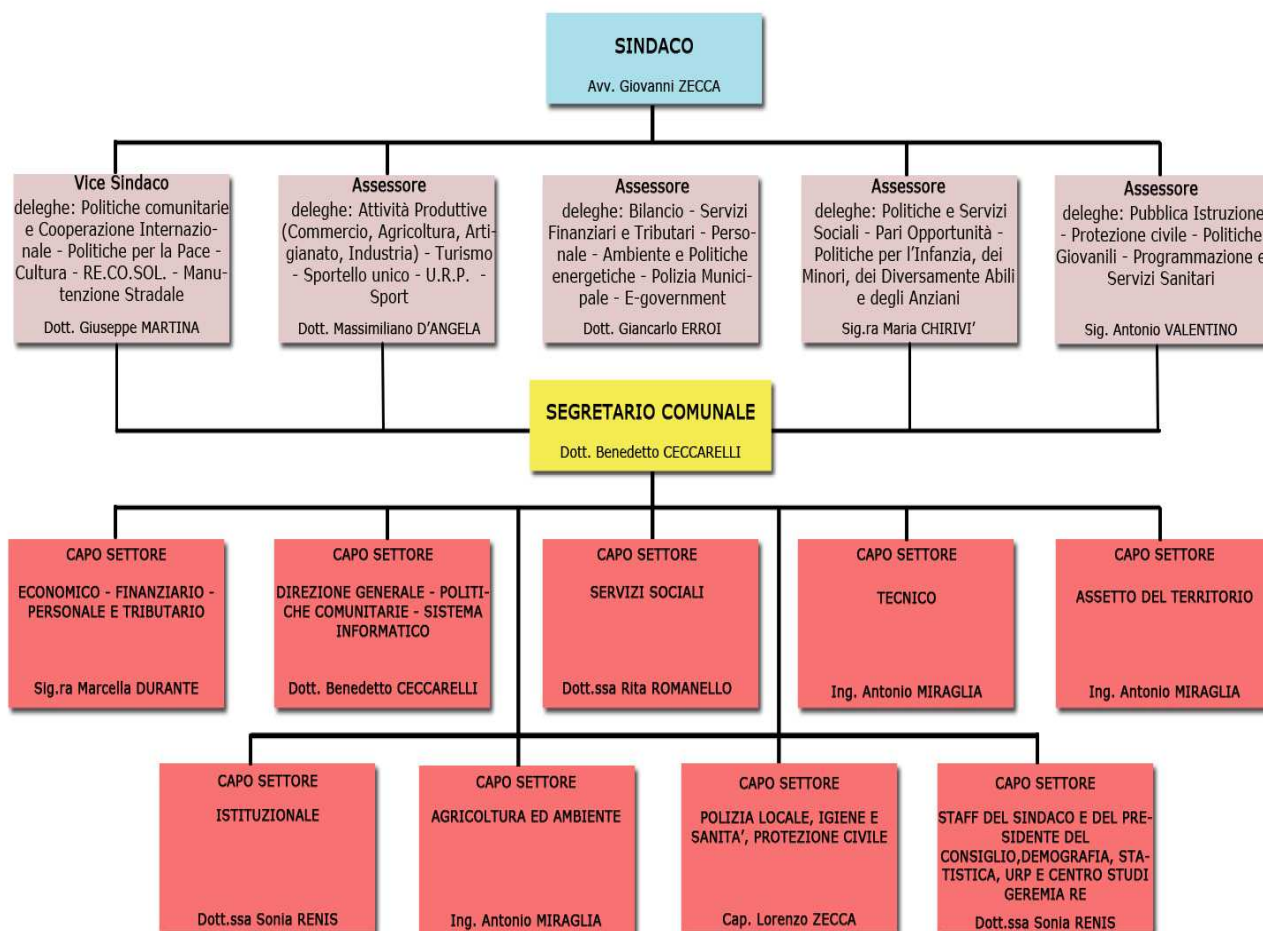 SINDACO
Avv. Giovanni ZECCA
Vice Sindaco
deleghe: Politiche comunitarie
e Cooperazione Internazio-
nale - Politiche per la Pace -
Cultura - RE.CO.SOL. - Manu-
tenzione Stradale
Dott. Giuseppe MARTINA
Assessore
deleghe: Attività Produttive
(Commercio, Agricoltura, Arti-
gianato, Industria) - Turismo
- Sportello unico - U.R.P. -
Sport
Dott. Massimiliano D'ANGELA
Assessore
deleghe: Bilancio - Servizi
Finanziari e Tributari - Perso-
nale - Ambiente e Politiche
energetiche - Polizia Munici-
pale - E-government
Dott. Giancarlo ERROI
Assessore
deleghe: Politiche e Servizi
Sociali - Pari Opportunità -
Politiche per l'Infanzia, dei
Minori, dei Diversamente Abili
e degli Anziani
Sig.ra Maria CHIRIVI'
Assessore
deleghe: Pubblica Istruzione
- Protezione civile - Politiche
Giovanili - Programmazione e
Servizi Sanitari
Sig. Antonio VALENTINO
SEGRETARIO COMUNALE
Dott. Benedetto CECCARELLI
CAPO SETTORE
ECONOMICO - FINANZIARIO -
PERSONALE E TRIBUTARIO
Sig.ra Marcella DURANTE
CAPO SETTORE
DIREZIONE GENERALE - POLITI-
CHE COMUNITARIE - SISTEMA
INFORMATICO
Dott. Benedetto CECCARELLI
CAPO SETTORE
SERVIZI SOCIALI
Dott.ssa Rita ROMANELLO
CAPO SETTORE
TECNICO
Ing. Antonio MIRAGLIA
CAPO SETTORE
ASSETTO DEL TERRITORIO
Ing. Antonio MIRAGLIA
CAPO SETTORE
ISTITUZIONALE
Dott.ssa Sonia RENIS
CAPO SETTORE
AGRICOLTURA ED AMBIENTE
Ing. Antonio MIRAGLIA
CAPO SETTORE
POLIZIA LOCALE, IGIENE E
SANITA', PROTEZIONE CIVILE
Cap. Lorenzo ZECCA
CAPO SETTORE
STAFF DEL SINDACO E DEL PRE-
SIDENTE DEL
CONSIGLIO,DEMOGRAFIA, STA-
TISTICA, URP E CENTRO STUDI
GEREMIA RE
Dott.ssa Sonia RENIS